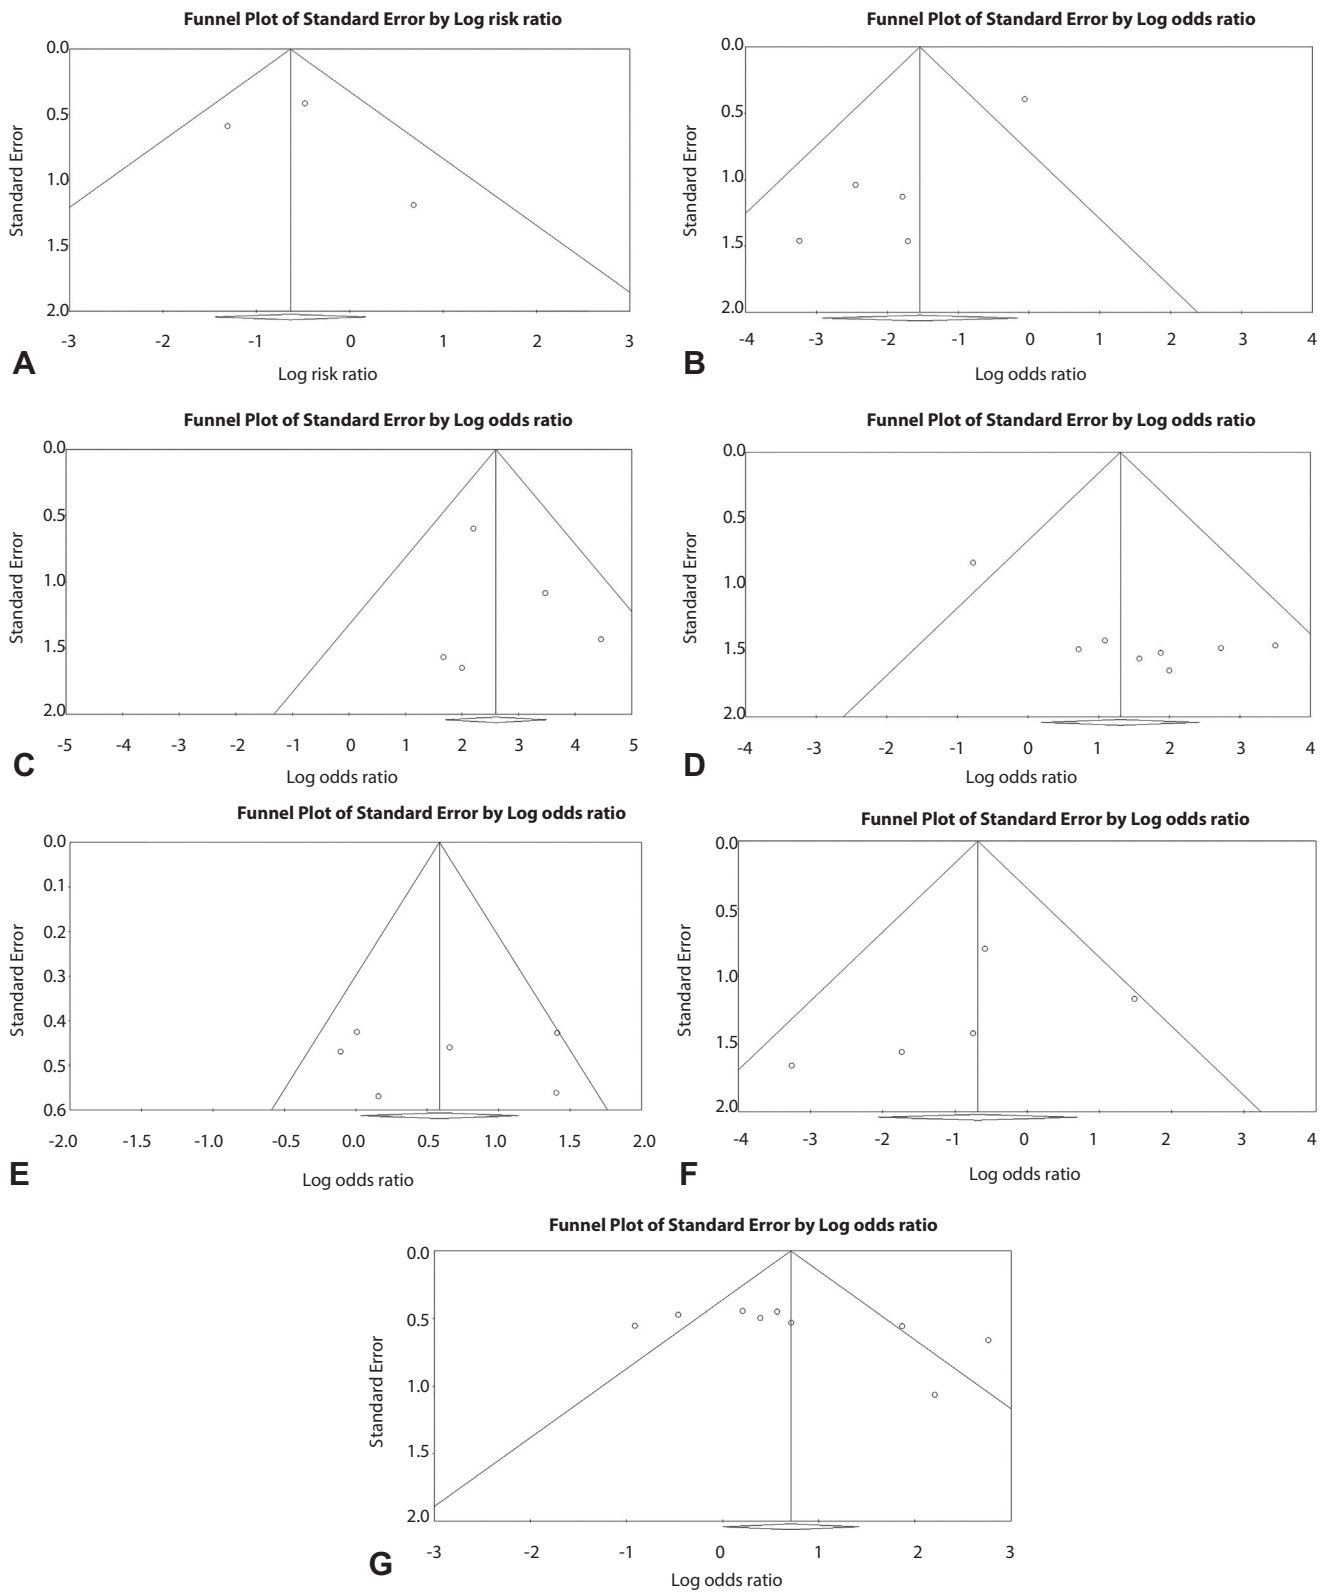 Funnel Plot of Standard Error by Log risk ratio
0.0
0.5
1.0
1.5
2.0
Standard Error
-3 -2 -1 0 1 2 3
Log risk ratio
A
Funnel Plot of Standard Error by Log odds ratio
0.0
0.5
1.0
1.5
2.0
Standard Error
-4 -3 -2 -1 0 1 2 3 4
Log odds ratio
B
Funnel Plot of Standard Error by Log odds ratio
0.0
0.5
1.0
1.5
2.0
Standard Error
-5 -4 -3 -2 -1 0 1 2 3 4 5
Log odds ratio
C
Funnel Plot of Standard Error by Log odds ratio
0.0
0.5
1.0
1.5
2.0
Standard Error
-4 -3 -2 -1 0 1 2 3 4
Log odds ratio
D
Funnel Plot of Standard Error by Log odds ratio
0.0
0.1
0.2
0.3
0.4
0.5
0.6
Standard Error
-2.0 -1.5 -1.0 -0.5 0.0 0.5 1.0 1.5 2.0
Log odds ratio
E
Funnel Plot of Standard Error by Log odds ratio
0.0
0.5
1.0
1.5
2.0
Standard Error
-4 -3 -2 -1 0 1 2 3 4
Log odds ratio
F
Funnel Plot of Standard Error by Log odds ratio
0.0
0.5
1.0
1.5
2.0
Standard Error
-3 -2 -1 0 1 2 3
Log odds ratio
G